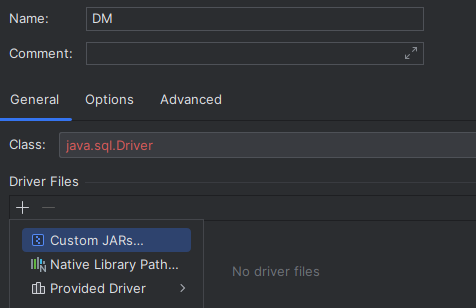 Name: DM
Comment:
General Options Advanced
Class: java.sql.Driver
Driver Files
Custom JARs...
Native Library Path...
Provided Driver
No driver files